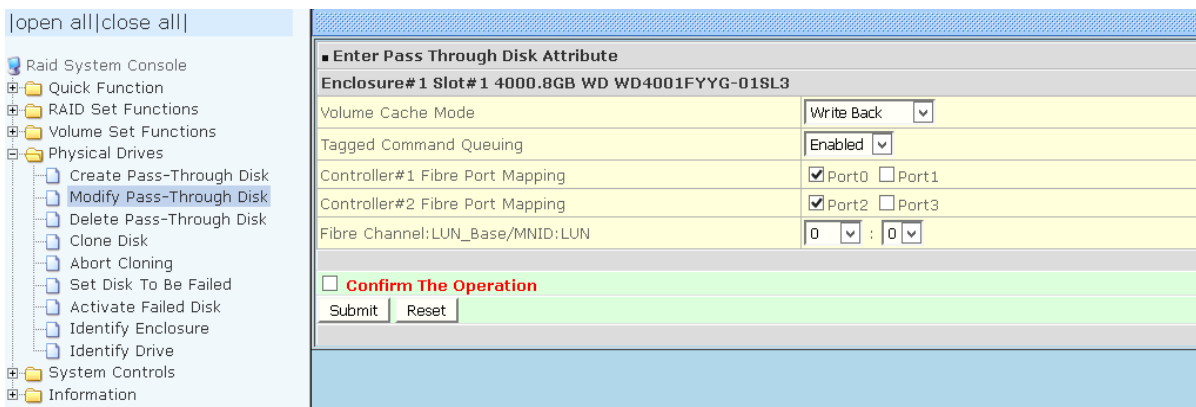 |open all|close all|
Raid System Console
Quick Function
RAID Set Functions
Volume Set Functions
Physical Drives
Create Pass-Through Disk
Modify Pass-Through Disk
Delete Pass-Through Disk
Clone Disk
Abort Cloning
Set Disk To Be Failed
Activate Failed Disk
Identify Enclosure
Identify Drive
System Controls
Information
Enter Pass Through Disk Attribute
Enclosure#1 Slot#1 4000.8GB WD WD4001FYYG-01SL3
Volume Cache Mode Write Back
Tagged Command Queuing Enabled
Controller#1 Fibre Port Mapping Port0 Port1
Controller#2 Fibre Port Mapping Port2 Port3
Fibre Channel:LUN_Base/MNID:LUN 0 : 0
Confirm The Operation
Submit Reset